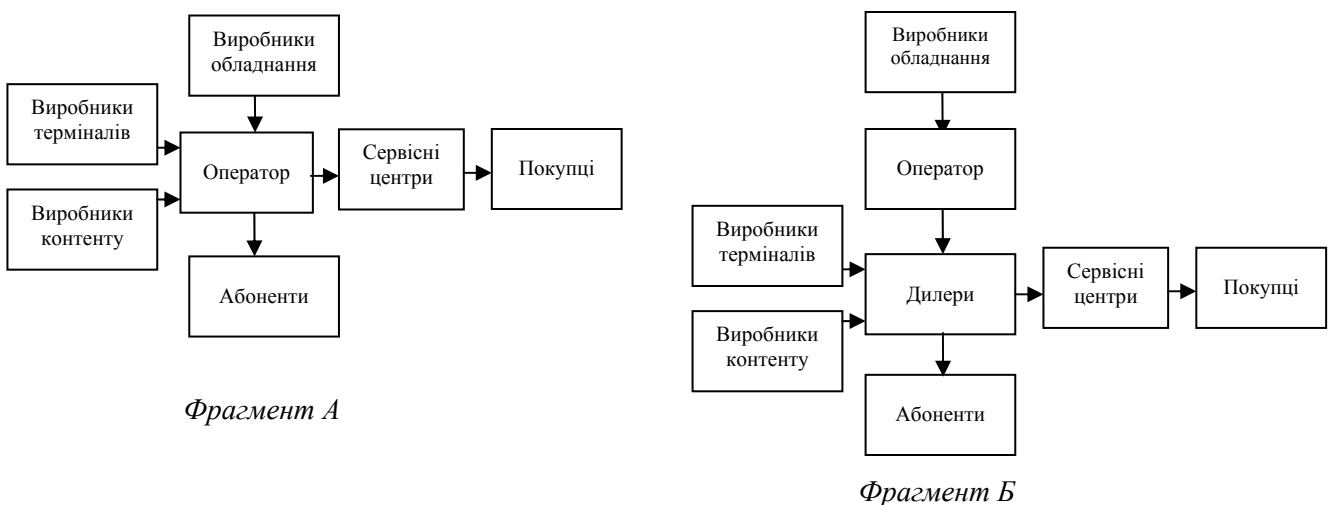 Виробники
обладнання
Виробники
терміналів
Оператор
Сервісні
центри
Покупці
Виробники
контенту
Абоненти
Фрагмент А
Виробники
обладнання
Оператор
Виробники
терміналів
Дилери
Сервісні
центри
Покупці
Виробники
контенту
Абоненти
Фрагмент Б